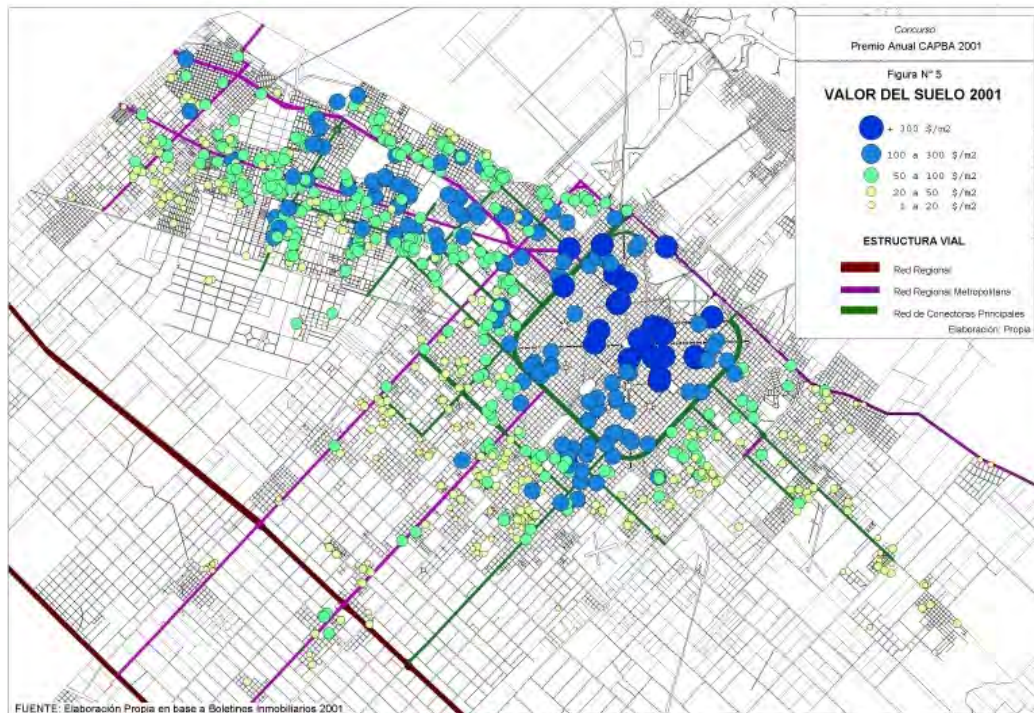 Concurso
Premio Anual CAPBA 2001
Figura N° 5
VALOR DEL SUELO 2001
+ 300 $/m2
100 a 300 $/m2
50 a 100 $/m2
20 a 50 $/m2
1 a 20 $/m2
ESTRUCTURA VIAL
Red Regional
Red Regional Metropolitana
Red de Conectoras Principales
Elaboración: Propia
FUENTE: Elaboración Propia en base a Boletines Inmobiliarios 2001